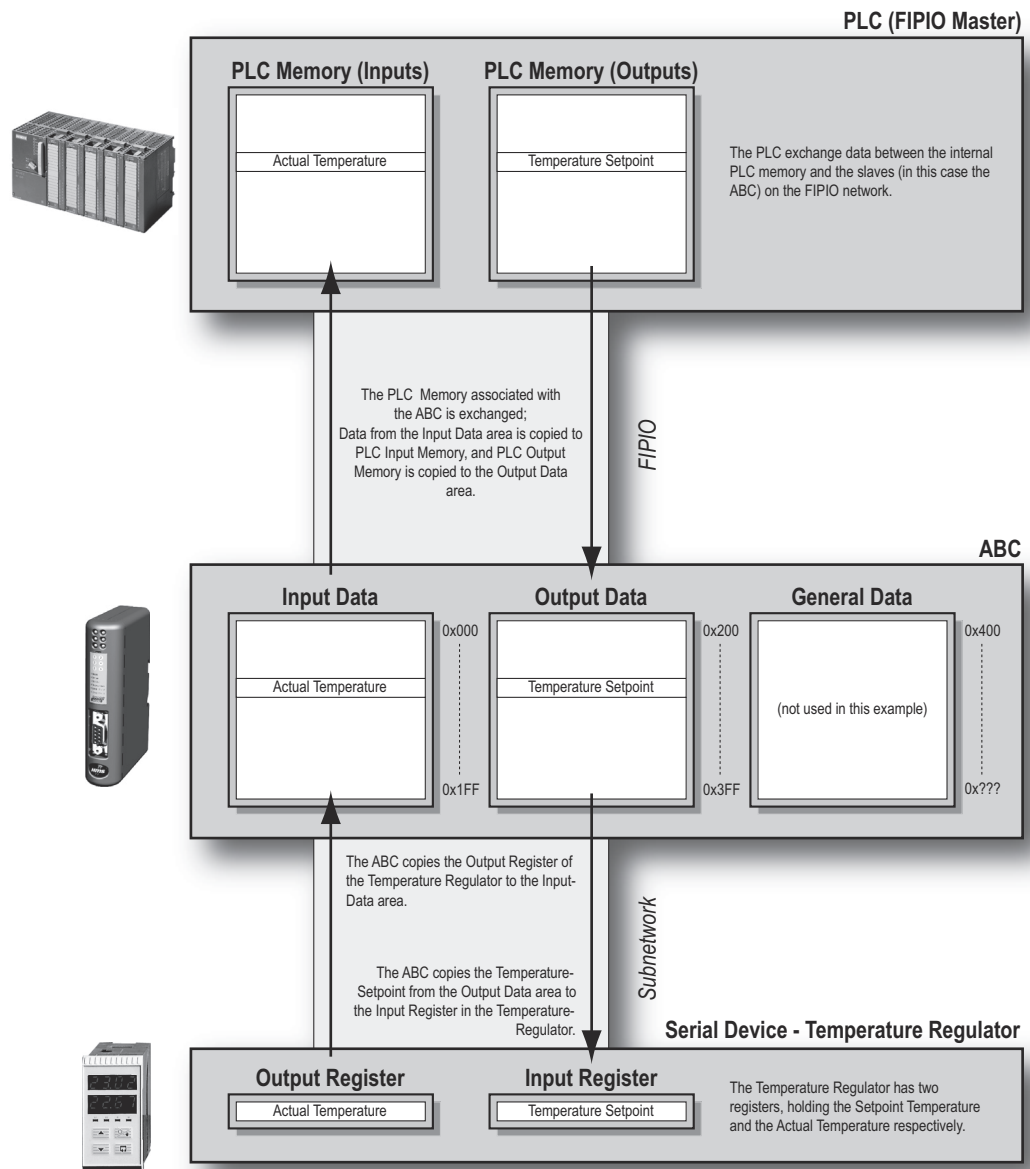 PLC (FIPIO Master)
PLC Memory (Inputs)
PLC Memory (Outputs)
Actual Temperature
Temperature Setpoint
The PLC exchange data between the internal
PLC memory and the slaves (in this case the
ABC) on the FIPIO network.
The PLC Memory associated with
the ABC is exchanged;
Data from the Input Data area is copied to
PLC Input Memory, and PLC Output
Memory is copied to the Output Data
area.
FIPIO
ABC
Input Data
Output Data
General Data
0x000
0x200
0x400
Actual Temperature
Temperature Setpoint
(not used in this example)
0x1FF
0x3FF
0x???
The ABC copies the Output Register of
the Temperature Regulator to the Input-
Data area.
The ABC copies the Temperature-
Setpoint from the Output Data area to
the Input Register in the Temperature-
Regulator.
Subnetwork
Serial Device - Temperature Regulator
Output Register
Input Register
Actual Temperature
Temperature Setpoint
The Temperature Regulator has two
registers, holding the Setpoint Temperature
and the Actual Temperature respectively.